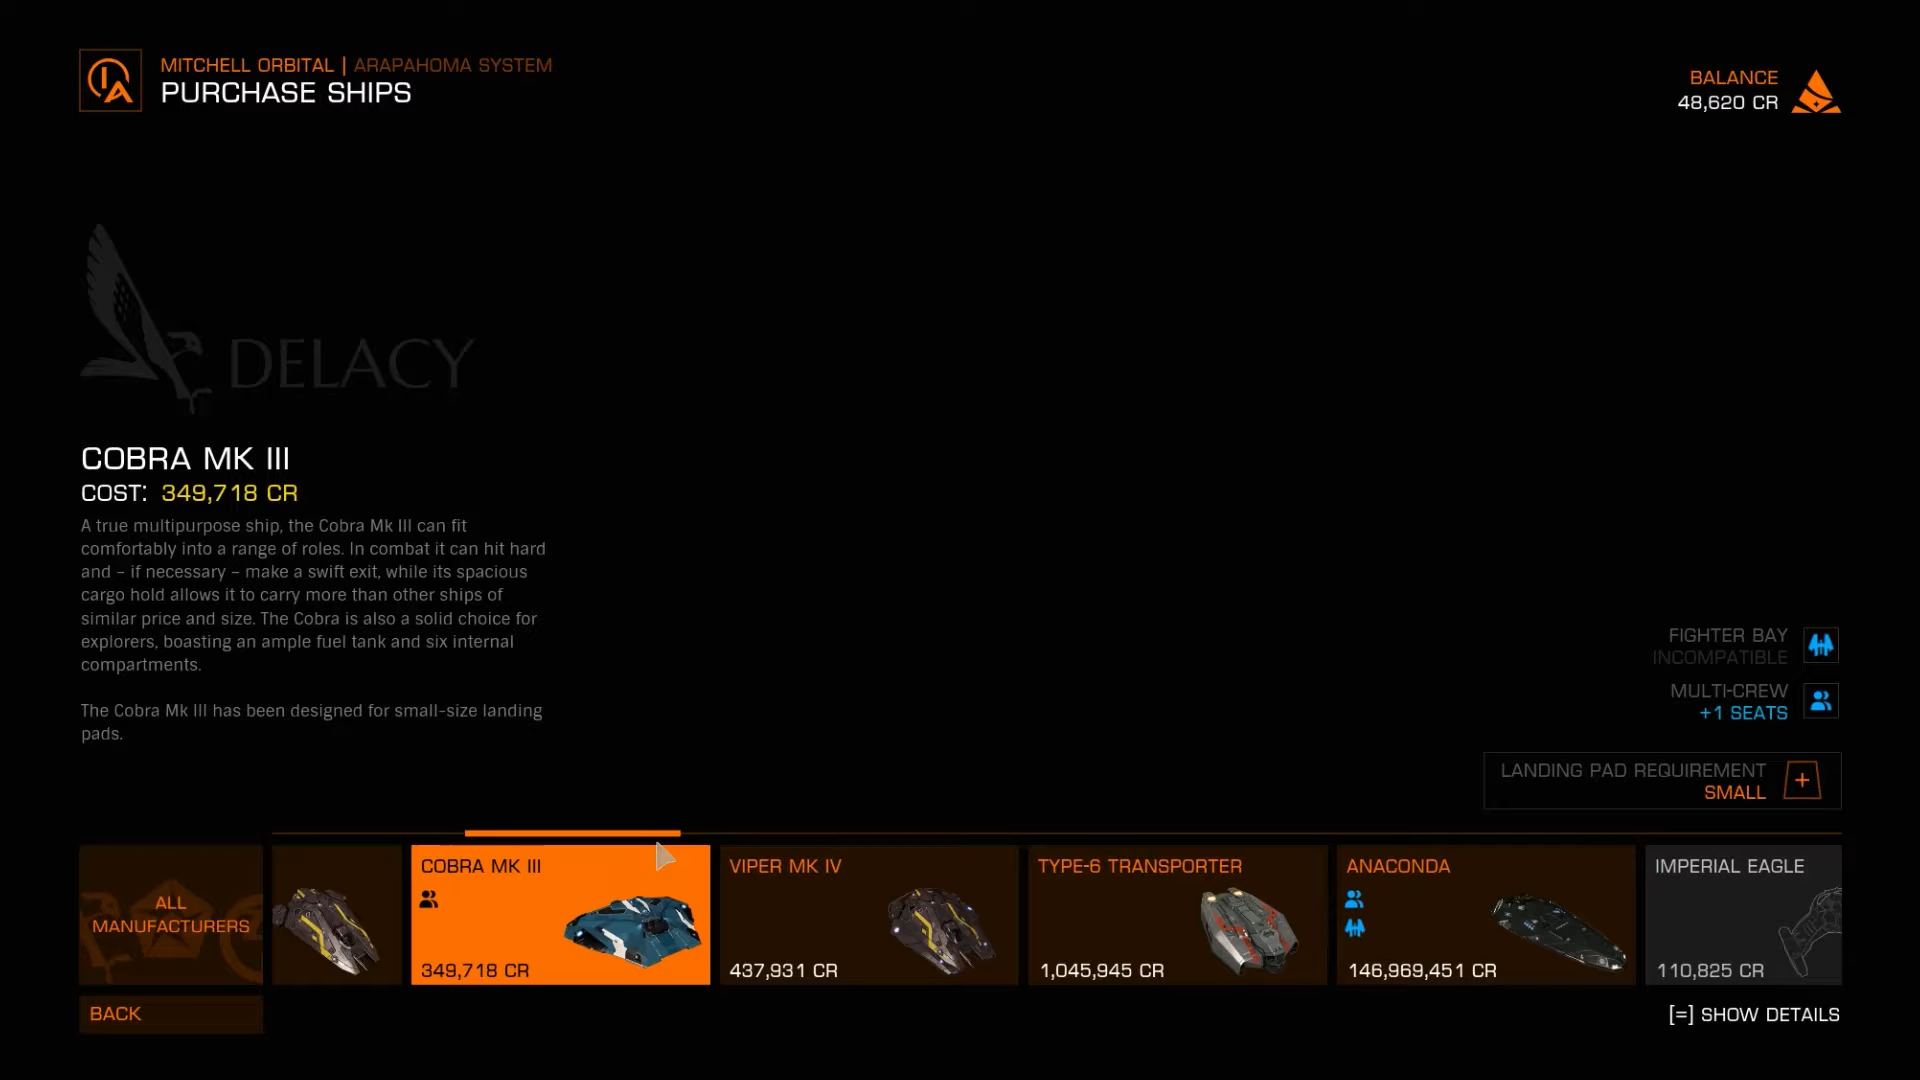 MITCHELL ORBITAL | ARAPAHOMA SYSTEM
PURCHASE SHIPS
BALANCE
48,620 CR
DELACY
COBRA MK III
COST: 349,718 CR
A true multipurpose ship, the Cobra Mk III can fit
comfortably into a range of roles. In combat it can hit hard
and – if necessary – make a swift exit, while its spacious
cargo hold allows it to carry more than other ships of
similar price and size. The Cobra is also a solid choice for
explorers, boasting an ample fuel tank and six internal
compartments.
The Cobra Mk III has been designed for small-size landing
pads.
FIGHTER BAY
INCOMPATIBLE
MULTI-CREW
+1 SEATS
LANDING PAD REQUIREMENT
SMALL
ALL
MANUFACTURERS
COBRA MK III
349,718 CR
VIPER MK IV
437,931 CR
TYPE-6 TRANSPORTER
1,045,945 CR
ANACONDA
146,969,451 CR
IMPERIAL EAGLE
110,825 CR
BACK
[=] SHOW DETAILS